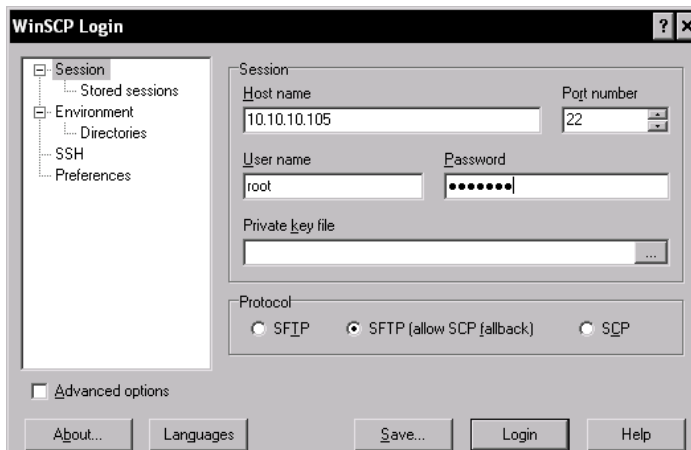 WinSCP Login
Session
Stored sessions
Environment
Directories
SSH
Preferences
Session
Host name
Port number
10.10.10.105
22
User name
Password
root
●●●●●●●
Private key file
...
Protocol
SFTP
SFTP (allow SCP fallback)
SCP
Advanced options
About...
Languages
Save...
Login
Help